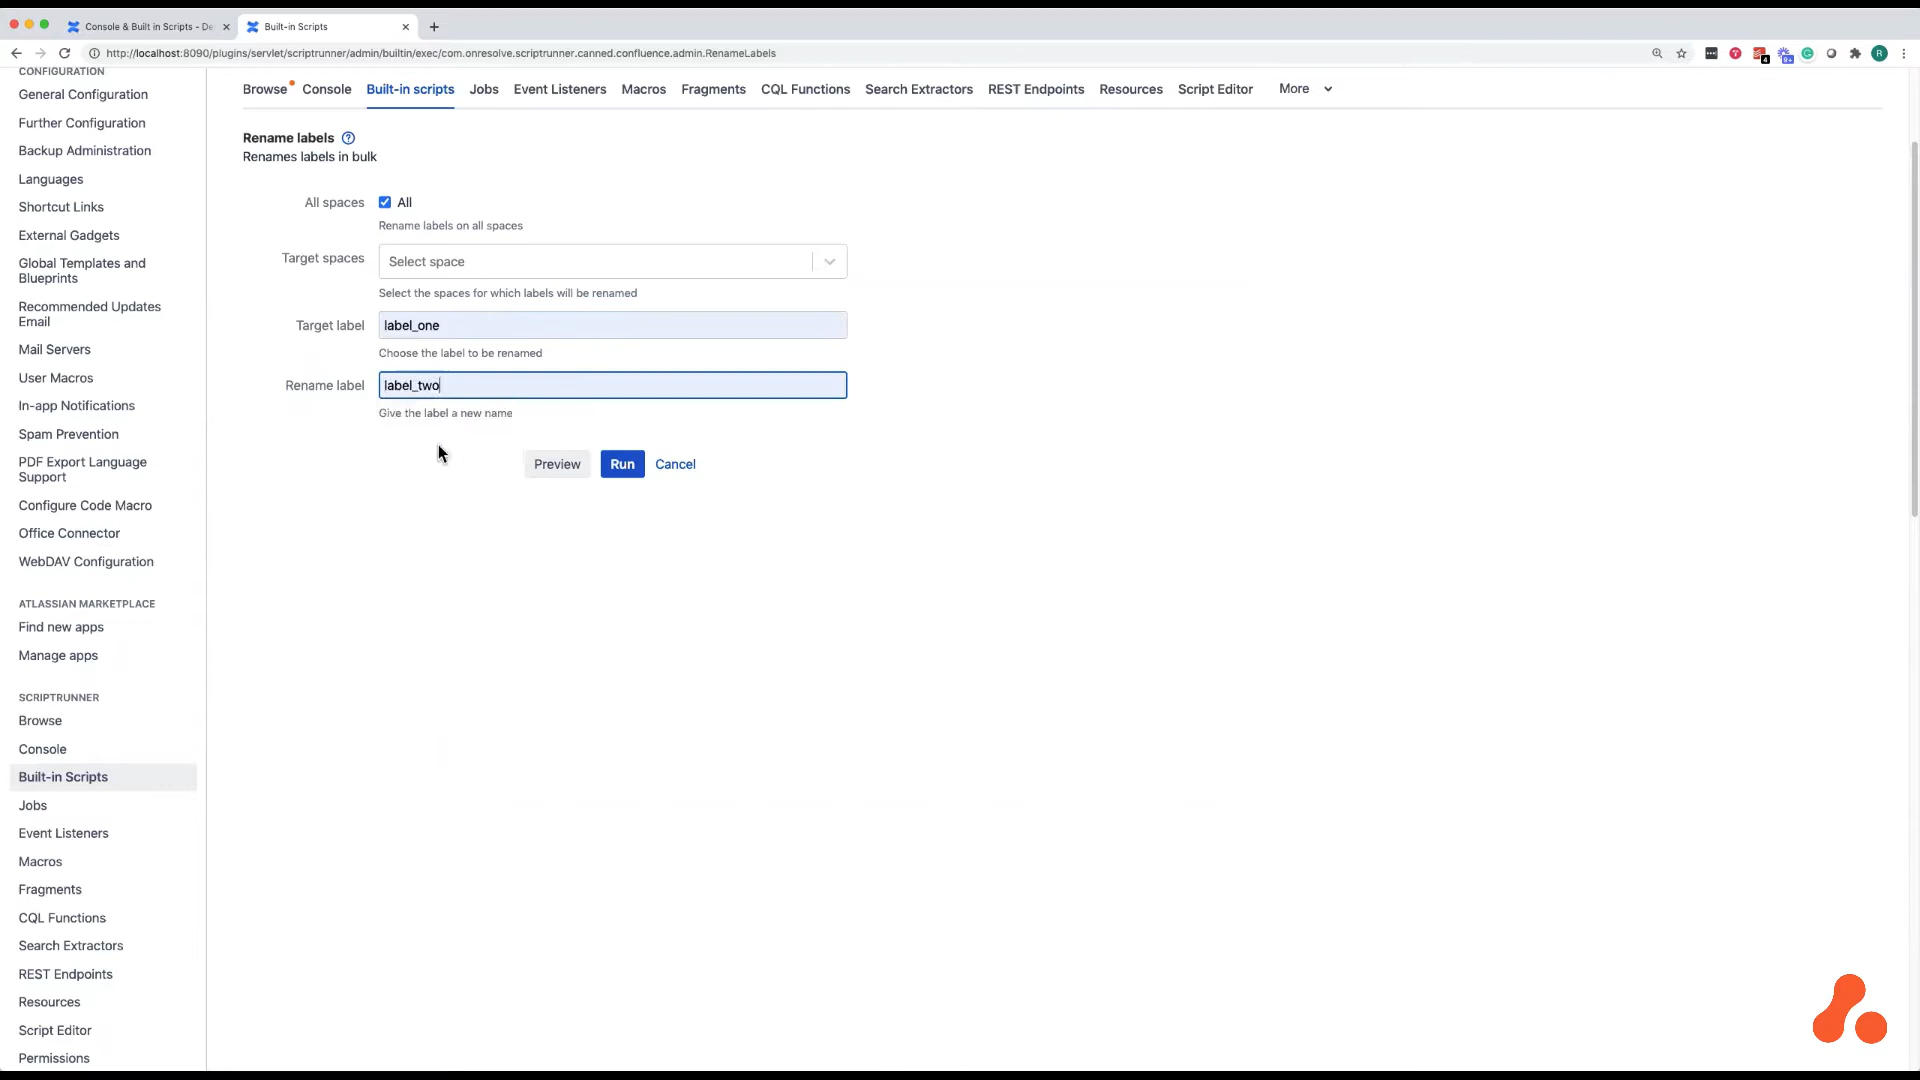 Console & Built in Scripts - De
Built-in Scripts
http://localhost:8090/plugins/servlet/scriptrunner/admin/builtin/exec/com.onresolve.scriptrunner.canned.confluence.admin.RenameLabels
4
9+
R
CONFIGURATION
General Configuration
Further Configuration
Backup Administration
Languages
Shortcut Links
External Gadgets
Global Templates and
Blueprints
Recommended Updates
Email
Mail Servers
User Macros
In-app Notifications
Spam Prevention
PDF Export Language
Support
Configure Code Macro
Office Connector
WebDAV Configuration
ATLASSIAN MARKETPLACE
Find new apps
Manage apps
SCRIPTRUNNER
Browse
Console
Built-in Scripts
Jobs
Event Listeners
Macros
Fragments
CQL Functions
Search Extractors
REST Endpoints
Resources
Script Editor
Permissions
Browse Console Built-in scripts Jobs Event Listeners Macros Fragments CQL Functions Search Extractors REST Endpoints Resources Script Editor More
Rename labels ?
Renames labels in bulk
All spaces All
Rename labels on all spaces
Target spaces Select space
Select the spaces for which labels will be renamed
Target label label_one
Choose the label to be renamed
Rename label label_two
Give the label a new name
Preview Run Cancel